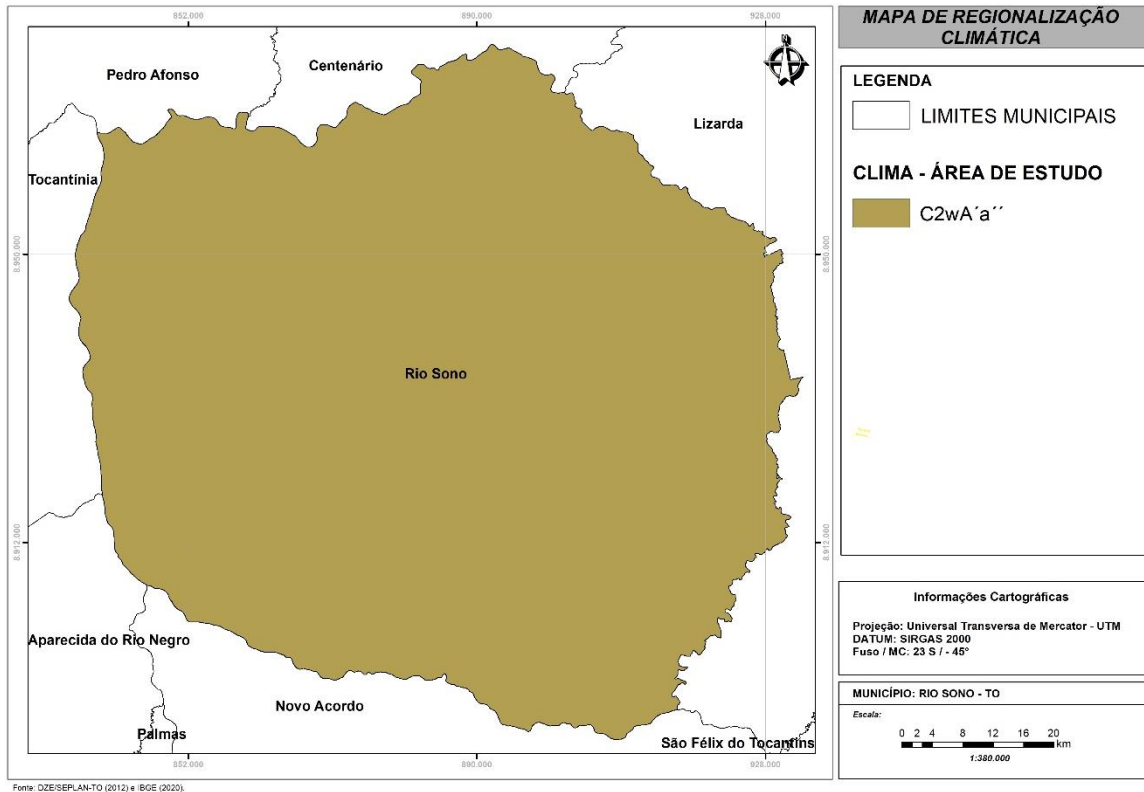 852.000
890.000
928.000
Pedro Afonso
Centenário
Lizarda
Tocantínia
8.950.000
8.950.000
Rio Sono
8.912.000
8.912.000
Aparecida do Rio Negro
Novo Acordo
Palmas
São Félix do Tocantins
852.000
890.000
928.000
Fonte: DZE/SEPLAN-TO (2012) e IBGE (2020).
MAPA DE REGIONALIZAÇÃO
CLIMÁTICA
LEGENDA
LIMITES MUNICIPAIS
CLIMA - ÁREA DE ESTUDO
C2wA´a´´
Informações Cartográficas
Projeção: Universal Transversa de Mercator - UTM
DATUM: SIRGAS 2000
Fuso / MC: 23 S / - 45°
MUNICÍPIO: RIO SONO - TO
Escala:
0 2 4 8 12 16 20
km
1:380.000